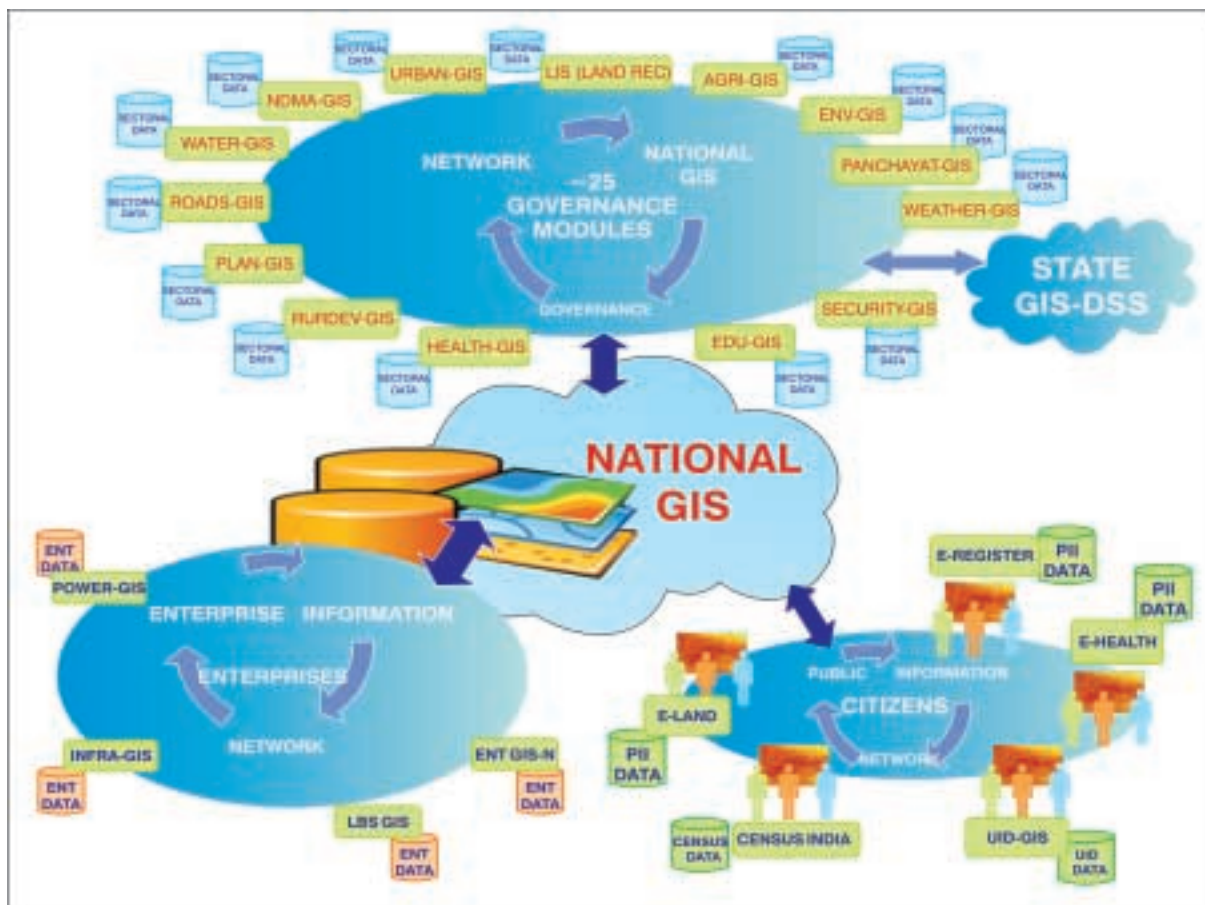 SECTORAL
DATA
URBAN-GIS
SECTORAL
DATA
LIS (LAND REC)
AGRI-GIS
SECTORAL
DATA
SECTORAL
DATA
NDMA-GIS
ENV-GIS
SECTORAL
DATA
SECTORAL
DATA
WATER-GIS
PANCHAYAT-GIS
SECTORAL
DATA
SECTORAL
DATA
ROADS-GIS
WEATHER-GIS
SECTORAL
DATA
NETWORK
NATIONAL
GIS
~25
GOVERNANCE
MODULES
GOVERNANCE
PLAN-GIS
SECTORAL
DATA
STATE
GIS-DSS
RURDEV-GIS
SECTORAL
DATA
HEALTH-GIS
SECTORAL
DATA
EDU-GIS
SECTORAL
DATA
SECURITY-GIS
SECTORAL
DATA
NATIONAL
GIS
ENT
DATA
POWER-GIS
ENTERPRISE INFORMATION
ENTERPRISES
NETWORK
INFRA-GIS
ENT
DATA
ENT GIS-N
ENT
DATA
LBS GIS
ENT
DATA
E-REGISTER
PII
DATA
PII
DATA
E-HEALTH
PUBLIC INFORMATION
CITIZENS
NETWORK
E-LAND
PII
DATA
CENSUS
DATA
CENSUS INDIA
UID-GIS
UID
DATA